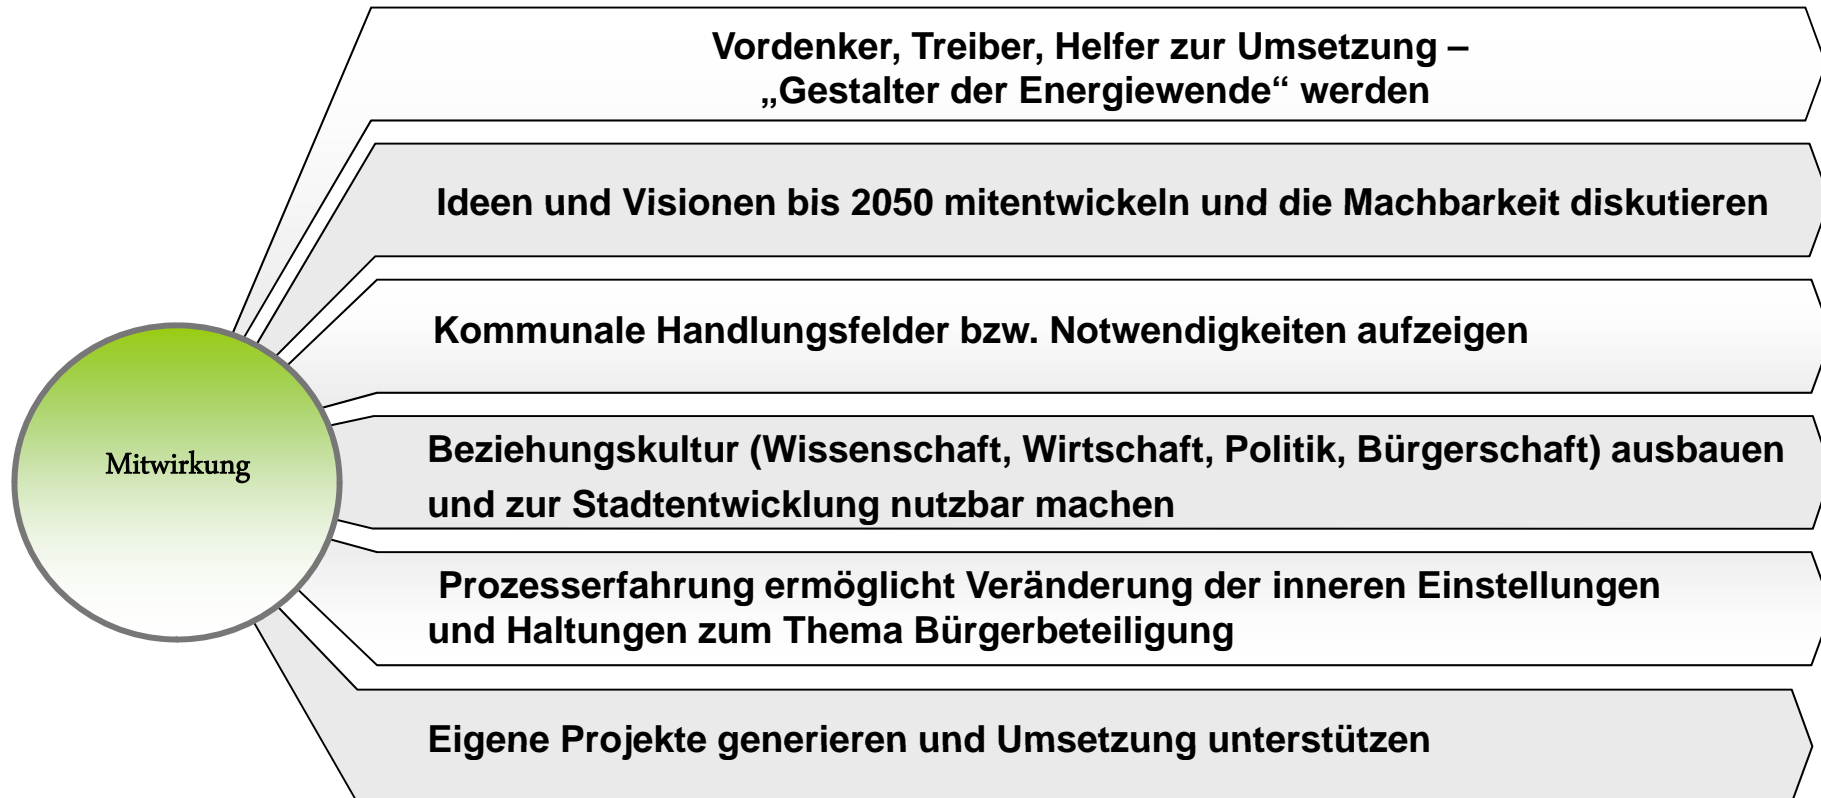 Vordenker, Treiber, Helfer zur Umsetzung –
„Gestalter der Energiewende“ werden
Ideen und Visionen bis 2050 mitentwickeln und die Machbarkeit diskutieren
Kommunale Handlungsfelder bzw. Notwendigkeiten aufzeigen
Mitwirkung
Beziehungskultur (Wissenschaft, Wirtschaft, Politik, Bürgerschaft) ausbauen
und zur Stadtentwicklung nutzbar machen
Prozesserfahrung ermöglicht Veränderung der inneren Einstellungen
und Haltungen zum Thema Bürgerbeteiligung
Eigene Projekte generieren und Umsetzung unterstützen